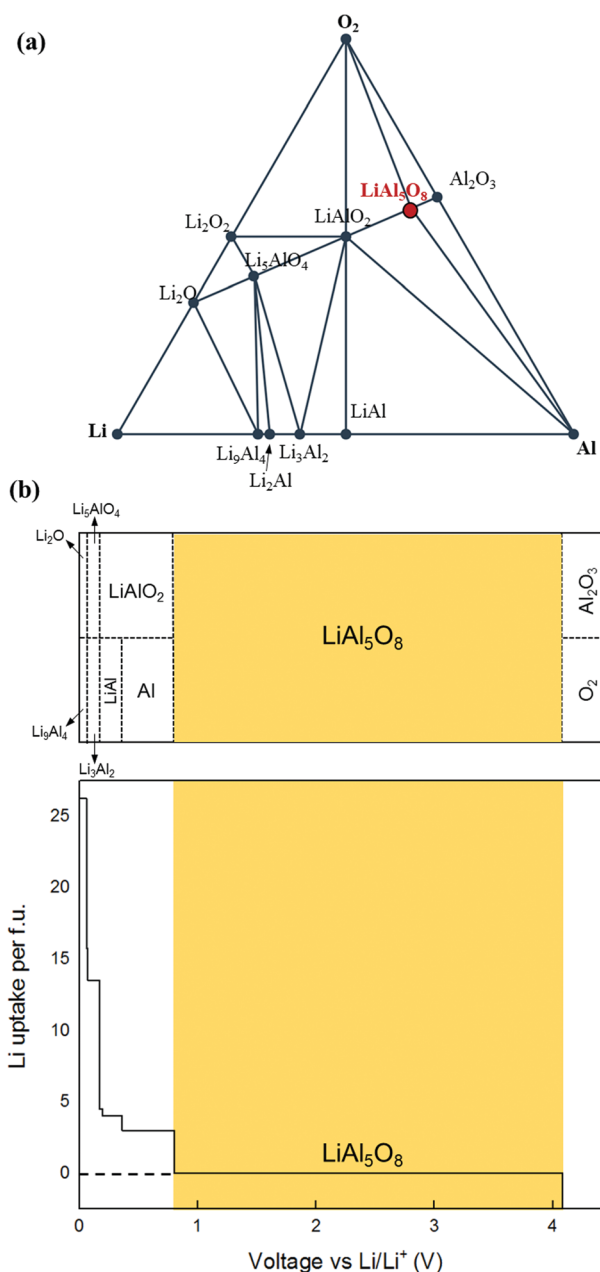 (a)
O₂
Al₂O₃
LiAl₅O₈
LiAlO₂
Li₂O₂
Li₅AlO₄
Li₂O
LiAl
Li
Li₉Al₄
Li₃Al₂
Al
Li₂Al
(b)
Li₅AlO₄
Li₂O
LiAlO₂
LiAl₅O₈
Al₂O₃
LiAl
Al
O₂
Li₉Al₄
Li₃Al₂
25
25
15
10
5
0
Li uptake per f.u.
LiAl₅O₈
0 1 2 3 4
Voltage vs Li/Li⁺ (V)